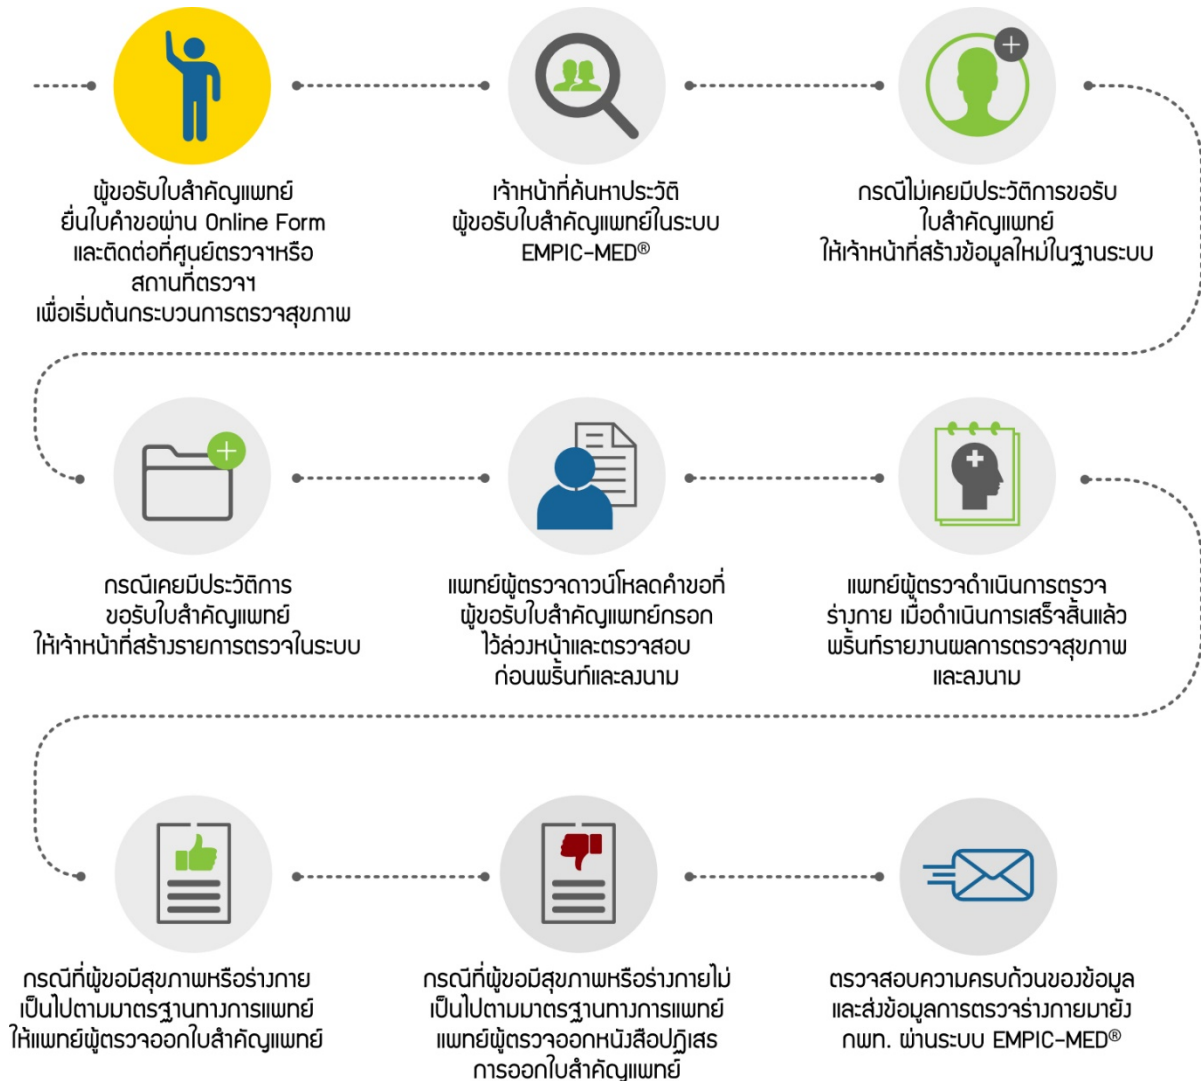 ผู้ขอรับใบสำคัญแพทย์
ยื่นใบคำขอผ่าน Online Form
และติดต่อที่ศูนย์ตรวจฯหรือ
สถานที่ตรวจฯ
เพื่อเริ่มต้นกระบวนการตรวจสุขภาพ
เจ้าหน้าที่ค้นหาประวัติ
ผู้ขอรับใบสำคัญแพทย์ในระบบ
EMPIC-MED®
กรณีไม่เคยมีประวัติการขอรับ
ใบสำคัญแพทย์
ให้เจ้าหน้าที่สร้างข้อมูลใหม่ในฐานระบบ
กรณีเคยมีประวัติการ
ขอรับใบสำคัญแพทย์
ให้เจ้าหน้าที่สร้างรายการตรวจในระบบ
แพทย์ผู้ตรวจดาวน์โหลดคำขอที่
ผู้ขอรับใบสำคัญแพทย์กรอก
ไว้ล่วงหน้าและตรวจสอบ
ก่อนพริ้นท์และลงนาม
แพทย์ผู้ตรวจดำเนินการตรวจ
ร่างกาย เมื่อดำเนินการเสร็จสิ้นแล้ว
พริ้นท์รายงานผลการตรวจสุขภาพ
และลงนาม
กรณีที่ผู้ขอมีสุขภาพหรือร่างกาย
เป็นไปตามมาตรฐานทางการแพทย์
ให้แพทย์ผู้ตรวจออกใบสำคัญแพทย์
กรณีที่ผู้ขอมีสุขภาพหรือร่างกายไม่
เป็นไปตามมาตรฐานทางการแพทย์
แพทย์ผู้ตรวจออกหนังสือปฏิเสธ
การออกใบสำคัญแพทย์
ตรวจสอบความครบถ้วนของข้อมูล
และส่งข้อมูลการตรวจร่างกายมายัง
กพท. ผ่านระบบ EMPIC-MED®